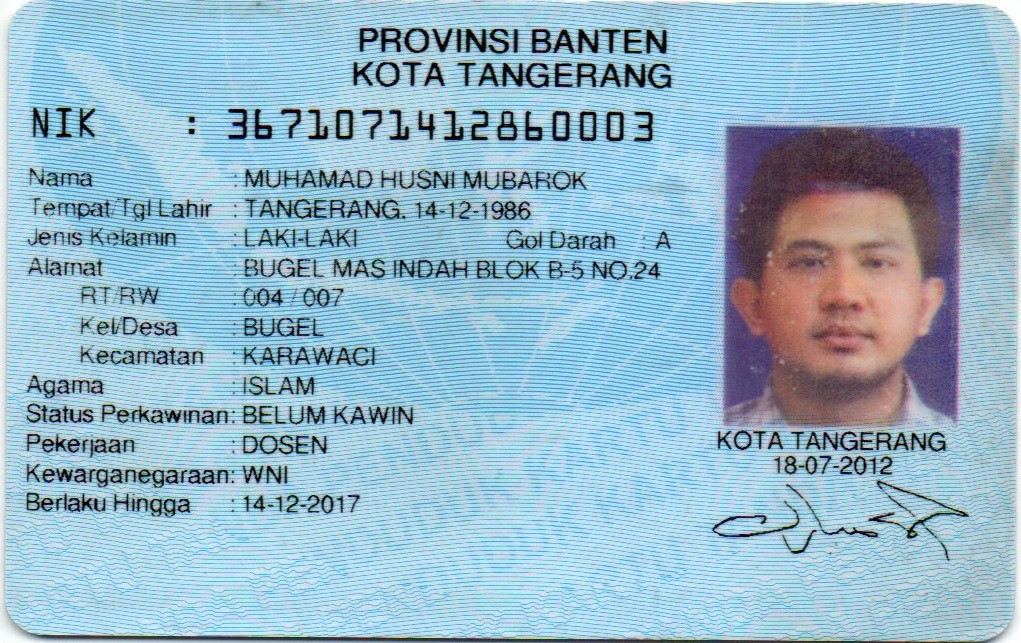 PROVINSI BANTEN
KOTA TANGERANG
NIK : 3671071412860003
Nama : MUHAMAD HUSNI MUBAROK
Tempat/Tgl Lahir : TANGERANG, 14-12-1986
Jenis Kelamin : LAKI-LAKI Gol Darah : A
Alamat : BUGEL MAS INDAH BLOK B-5 NO.24
RT/RW : 004 / 007
Kel/Desa : BUGEL
Kecamatan : KARAWACI
Agama : ISLAM
Status Perkawinan: BELUM KAWIN
Pekerjaan : DOSEN
Kewarganegaraan: WNI
Berlaku Hingga : 14-12-2017
KOTA TANGERANG
18-07-2012